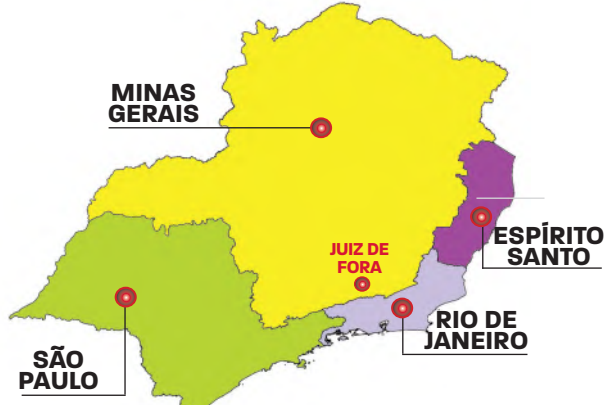 MINAS
GERAIS
ESPÍRITO
SANTO
JUIZ DE
FORA
RIO DE
JANEIRO
SÃO
PAULO